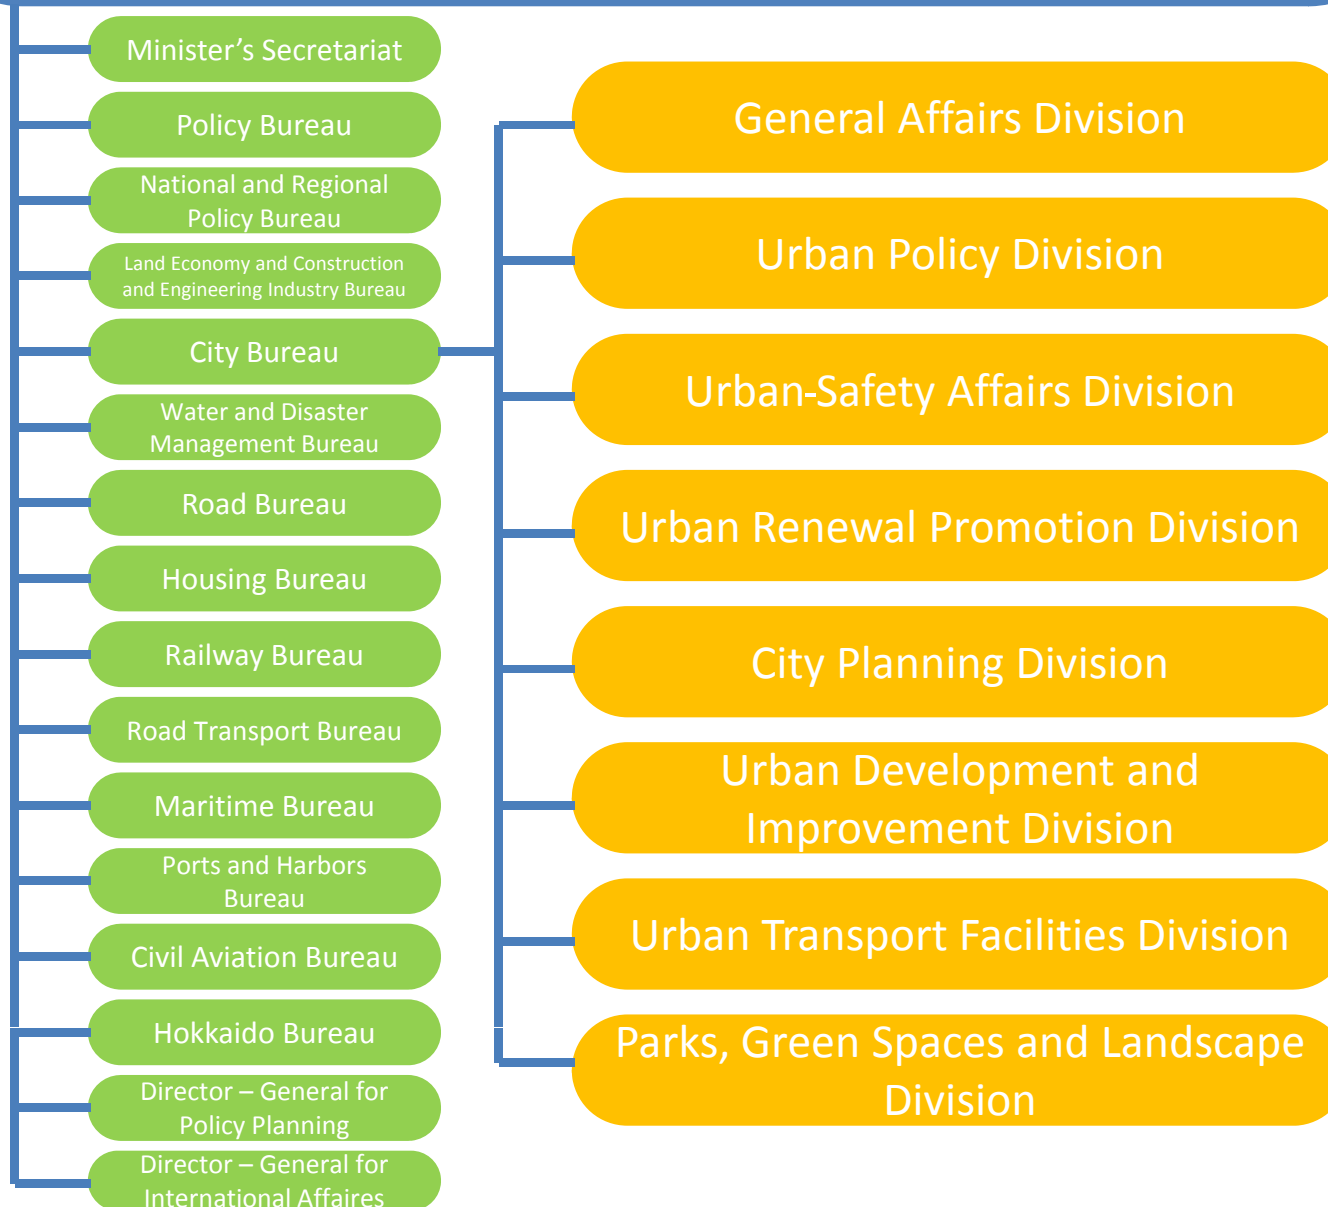 Minister’s Secretariat
Policy Bureau
National and Regional
Policy Bureau
Land Economy and Construction
and Engineering Industry Bureau
City Bureau
Water and Disaster
Management Bureau
Road Bureau
Housing Bureau
Railway Bureau
Road Transport Bureau
Maritime Bureau
Ports and Harbors
Bureau
Civil Aviation Bureau
Hokkaido Bureau
Director – General for
Policy Planning
Director – General for
International Affaires
General Affairs Division
Urban Policy Division
Urban-Safety Affairs Division
Urban Renewal Promotion Division
City Planning Division
Urban Development and
Improvement Division
Urban Transport Facilities Division
Parks, Green Spaces and Landscape
Division